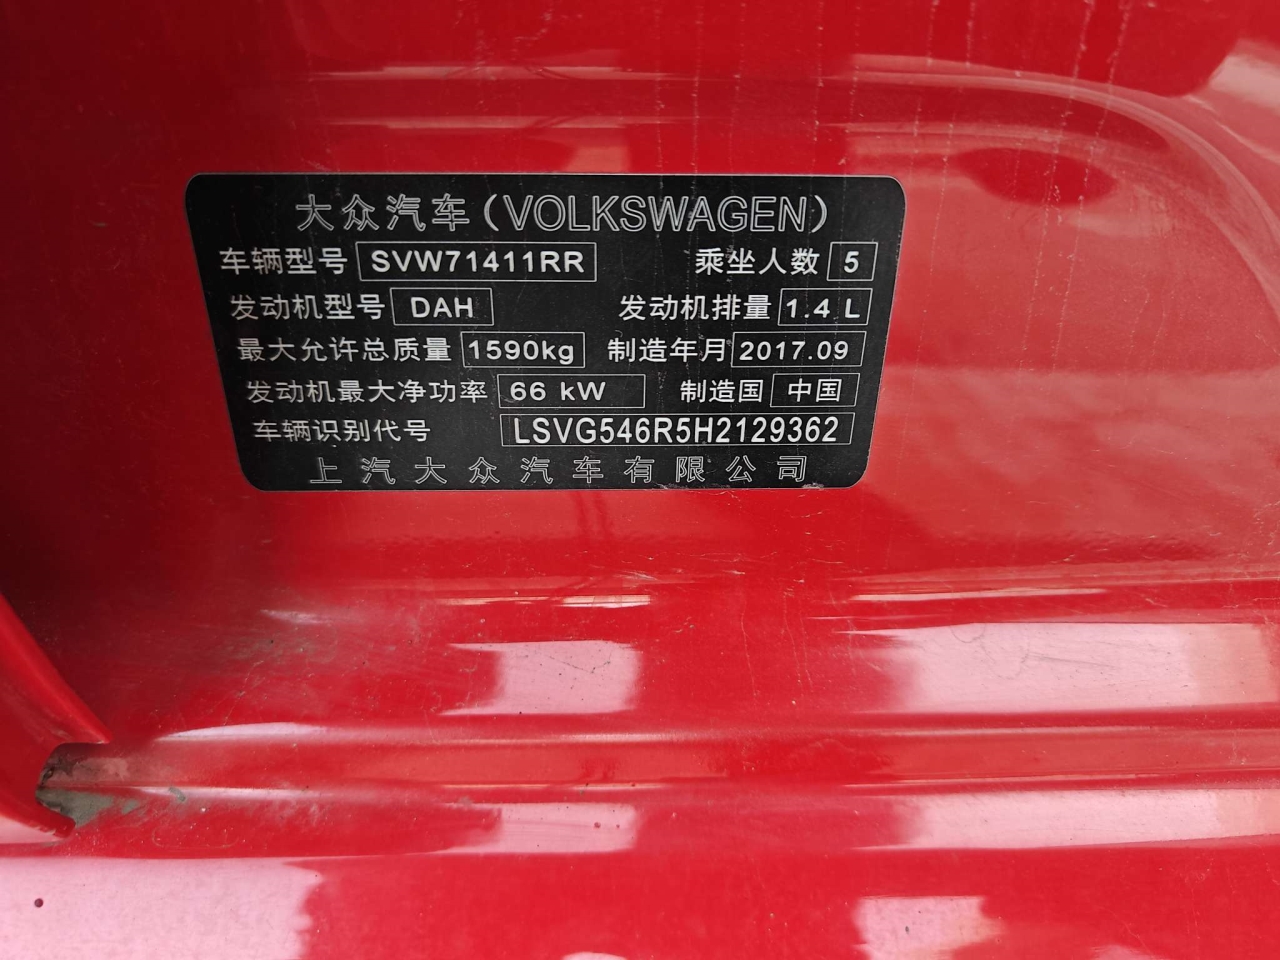 大众汽车(VOLKSWAGEN)
车辆型号 SVW71411RR 乘坐人数 5
发动机型号 DAH 发动机排量 1.4 L
最大允许总质量 1590kg 制造年月 2017.09
发动机最大净功率 66 kW 制造国 中国
车辆识别代号 LSVG546R5H2129362
上汽大众汽车有限公司